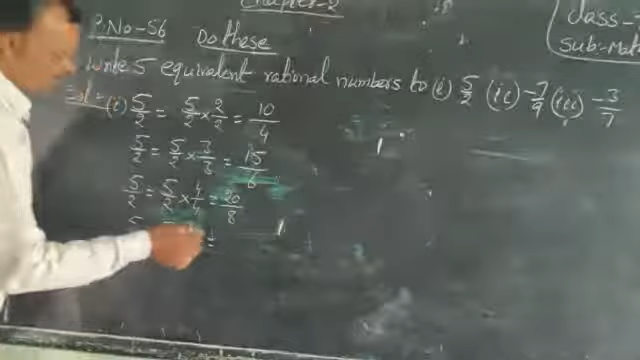 Chapter-2
Class-
Sub-Mat
P.No-56 Do these
Write 5 equivalent rational numbers to (i) 5/2 (ii) -7/9 (iii) -3/7
Sol:- (i) 5/2 = 5/2 × 2/2 = 10/4
5/2 = 5/2 × 3/3 = 15/6
5/2 = 5/2 × 4/4 = 20/8